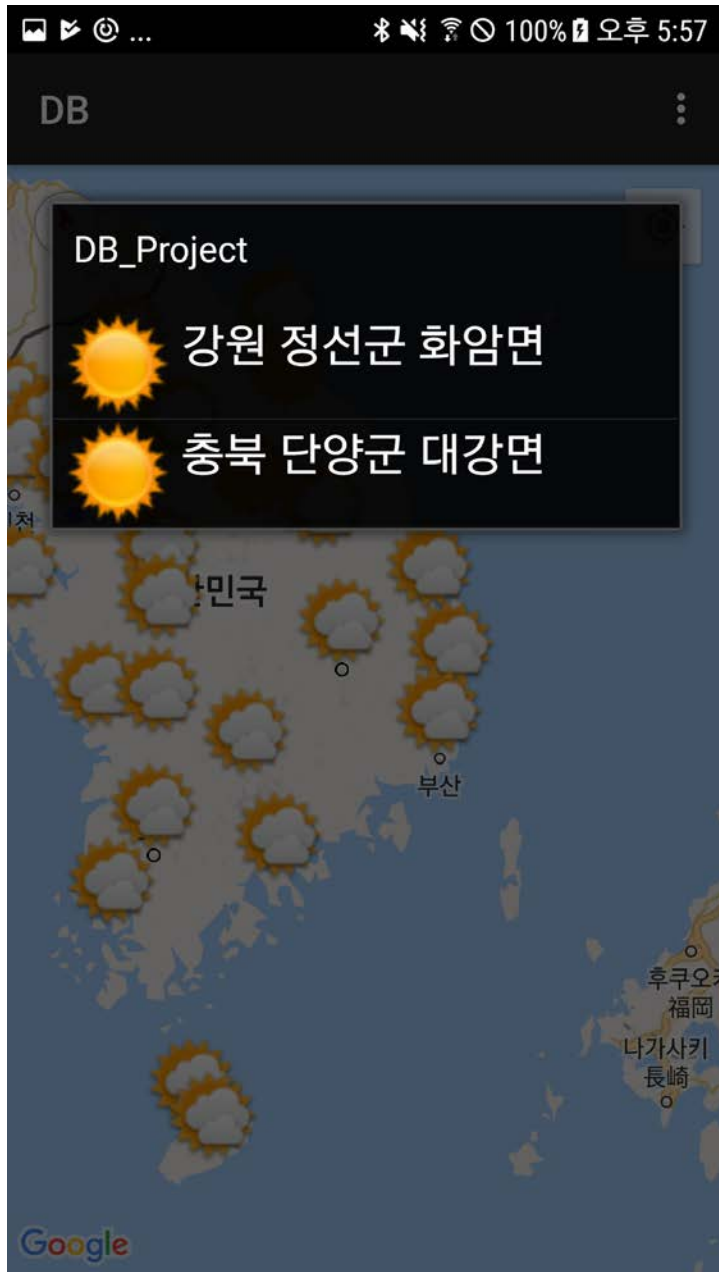 ... 100% 오후 5:57
DB
DB_Project
강원 정선군 화암면
충북 단양군 대강면
천
민국
부산
후쿠오
福岡
나가사키
長崎
Google